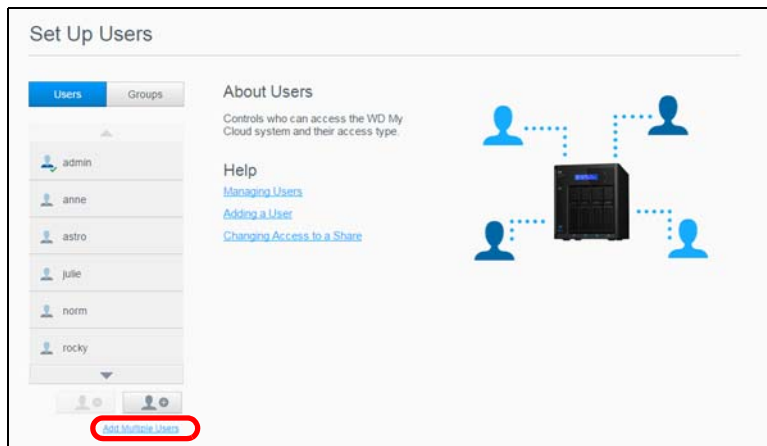 Set Up Users
Users
Groups
admin
anne
astro
julie
norm
rocky
Add Multiple Users
About Users
Controls who can access the WD My
Cloud system and their access type.
Help
Managing Users
Adding a User
Changing Access to a Share